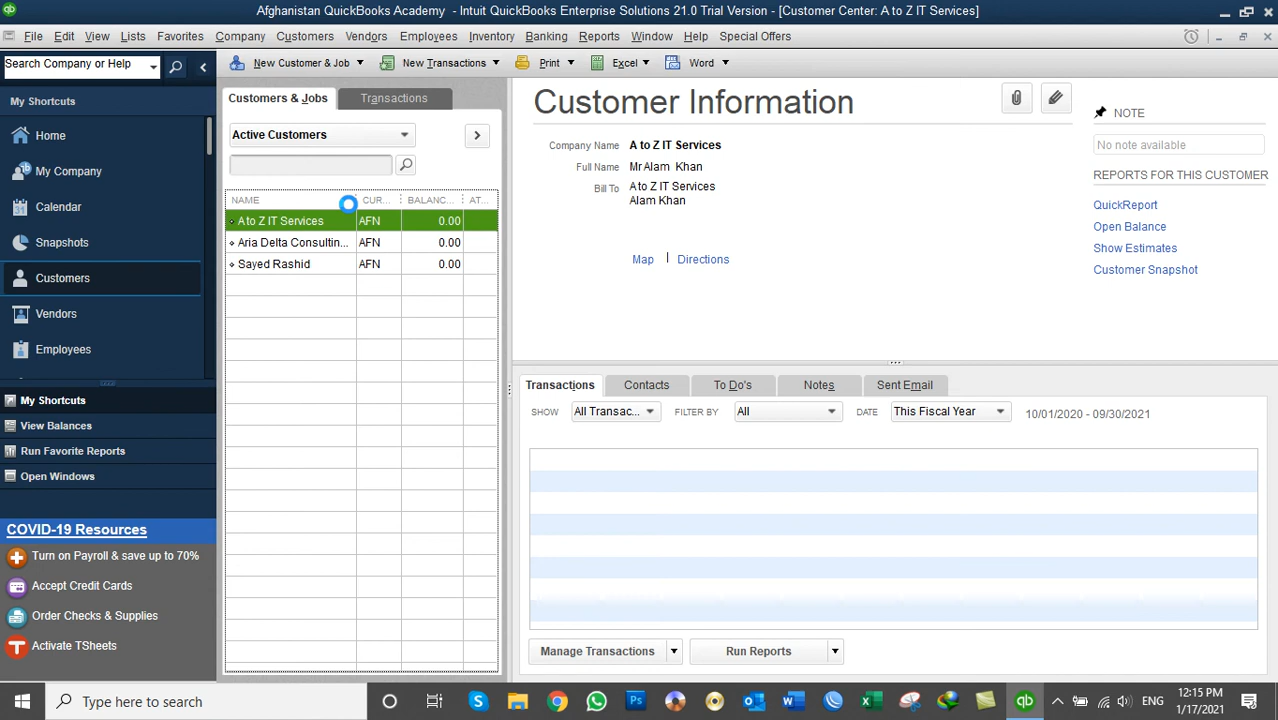 Afghanistan QuickBooks Academy - Intuit QuickBooks Enterprise Solutions 21.0 Trial Version - [Customer Center: A to Z IT Services]
File Edit View Lists Favorites Company Customers Vendors Employees Inventory Banking Reports Window Help Special Offers
Search Company or Help
New Customer & Job New Transactions Print Excel Word
My Shortcuts
Home
My Company
Calendar
Snapshots
Customers
Vendors
Employees
My Shortcuts
View Balances
Run Favorite Reports
Open Windows
COVID-19 Resources
Turn on Payroll & save up to 70%
Accept Credit Cards
Order Checks & Supplies
Activate TSheets
Customers & Jobs Transactions
Active Customers
NAME CUR... BALANC... AT...
A to Z IT Services AFN 0.00
Aria Delta Consultin... AFN 0.00
Sayed Rashid AFN 0.00
Customer Information
Company Name A to Z IT Services
Full Name Mr Alam Khan
Bill To A to Z IT Services
Alam Khan
Map Directions
NOTE
No note available
REPORTS FOR THIS CUSTOMER
QuickReport
Open Balance
Show Estimates
Customer Snapshot
Transactions Contacts To Do's Notes Sent Email
SHOW All Transac... FILTER BY All DATE This Fiscal Year 10/01/2020 - 09/30/2021
Manage Transactions Run Reports
Type here to search
ENG
12:15 PM
1/17/2021